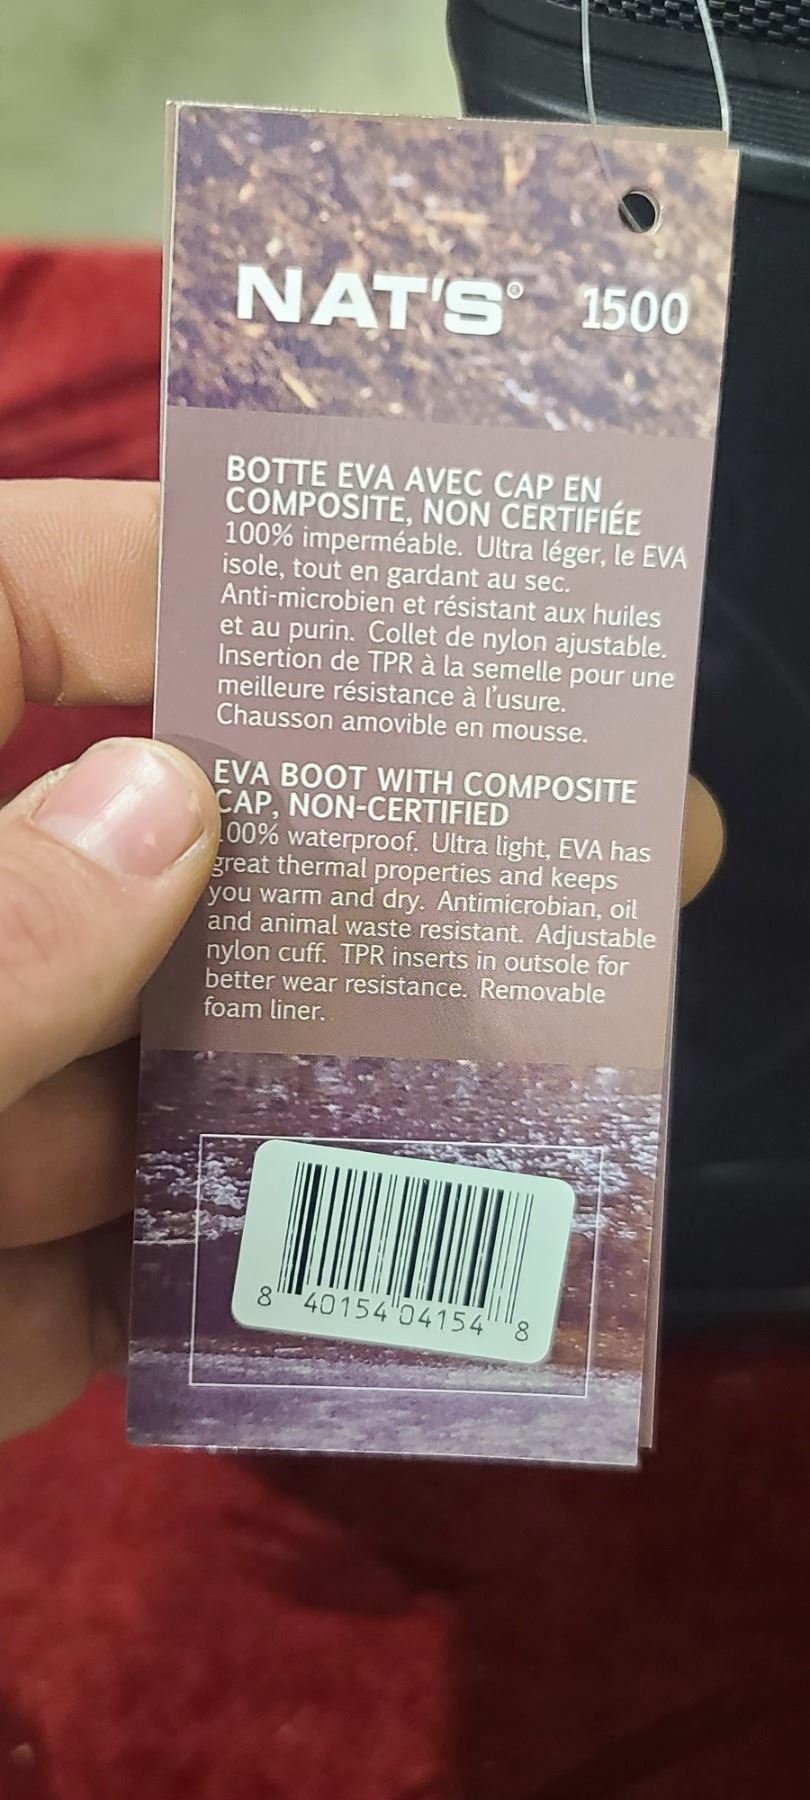 NAT'S® 1500
BOTTE EVA AVEC CAP EN
COMPOSITE, NON CERTIFIÉE
100% imperméable. Ultra léger, le EVA
isole, tout en gardant au sec.
Anti-microbien et résistant aux huiles
et au purin. Collet de nylon ajustable.
Insertion de TPR à la semelle pour une
meilleure résistance à l'usure.
Chausson amovible en mousse.
EVA BOOT WITH COMPOSITE
CAP, NON-CERTIFIED
00% waterproof. Ultra light, EVA has
great thermal properties and keeps
you warm and dry. Antimicrobian, oil
and animal waste resistant. Adjustable
nylon cuff. TPR inserts in outsole for
better wear resistance. Removable
foam liner.
8 40154 04154 8